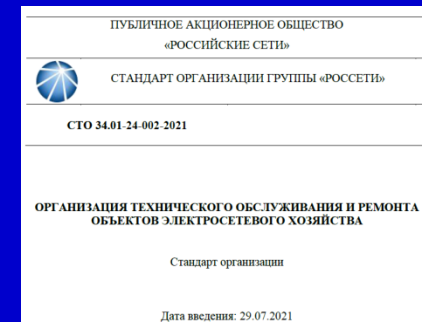 ПУБЛИЧНОЕ АКЦИОНЕРНОЕ ОБЩЕСТВО
«РОССИЙСКИЕ СЕТИ»
СТАНДАРТ ОРГАНИЗАЦИИ ГРУППЫ «РОССЕТИ»
СТО 34.01-24-002-2021
ОРГАНИЗАЦИЯ ТЕХНИЧЕСКОГО ОБСЛУЖИВАНИЯ И РЕМОНТА
ОБЪЕКТОВ ЭЛЕКТРОСЕТЕВОГО ХОЗЯЙСТВА
Стандарт организации
Дата введения: 29.07.2021